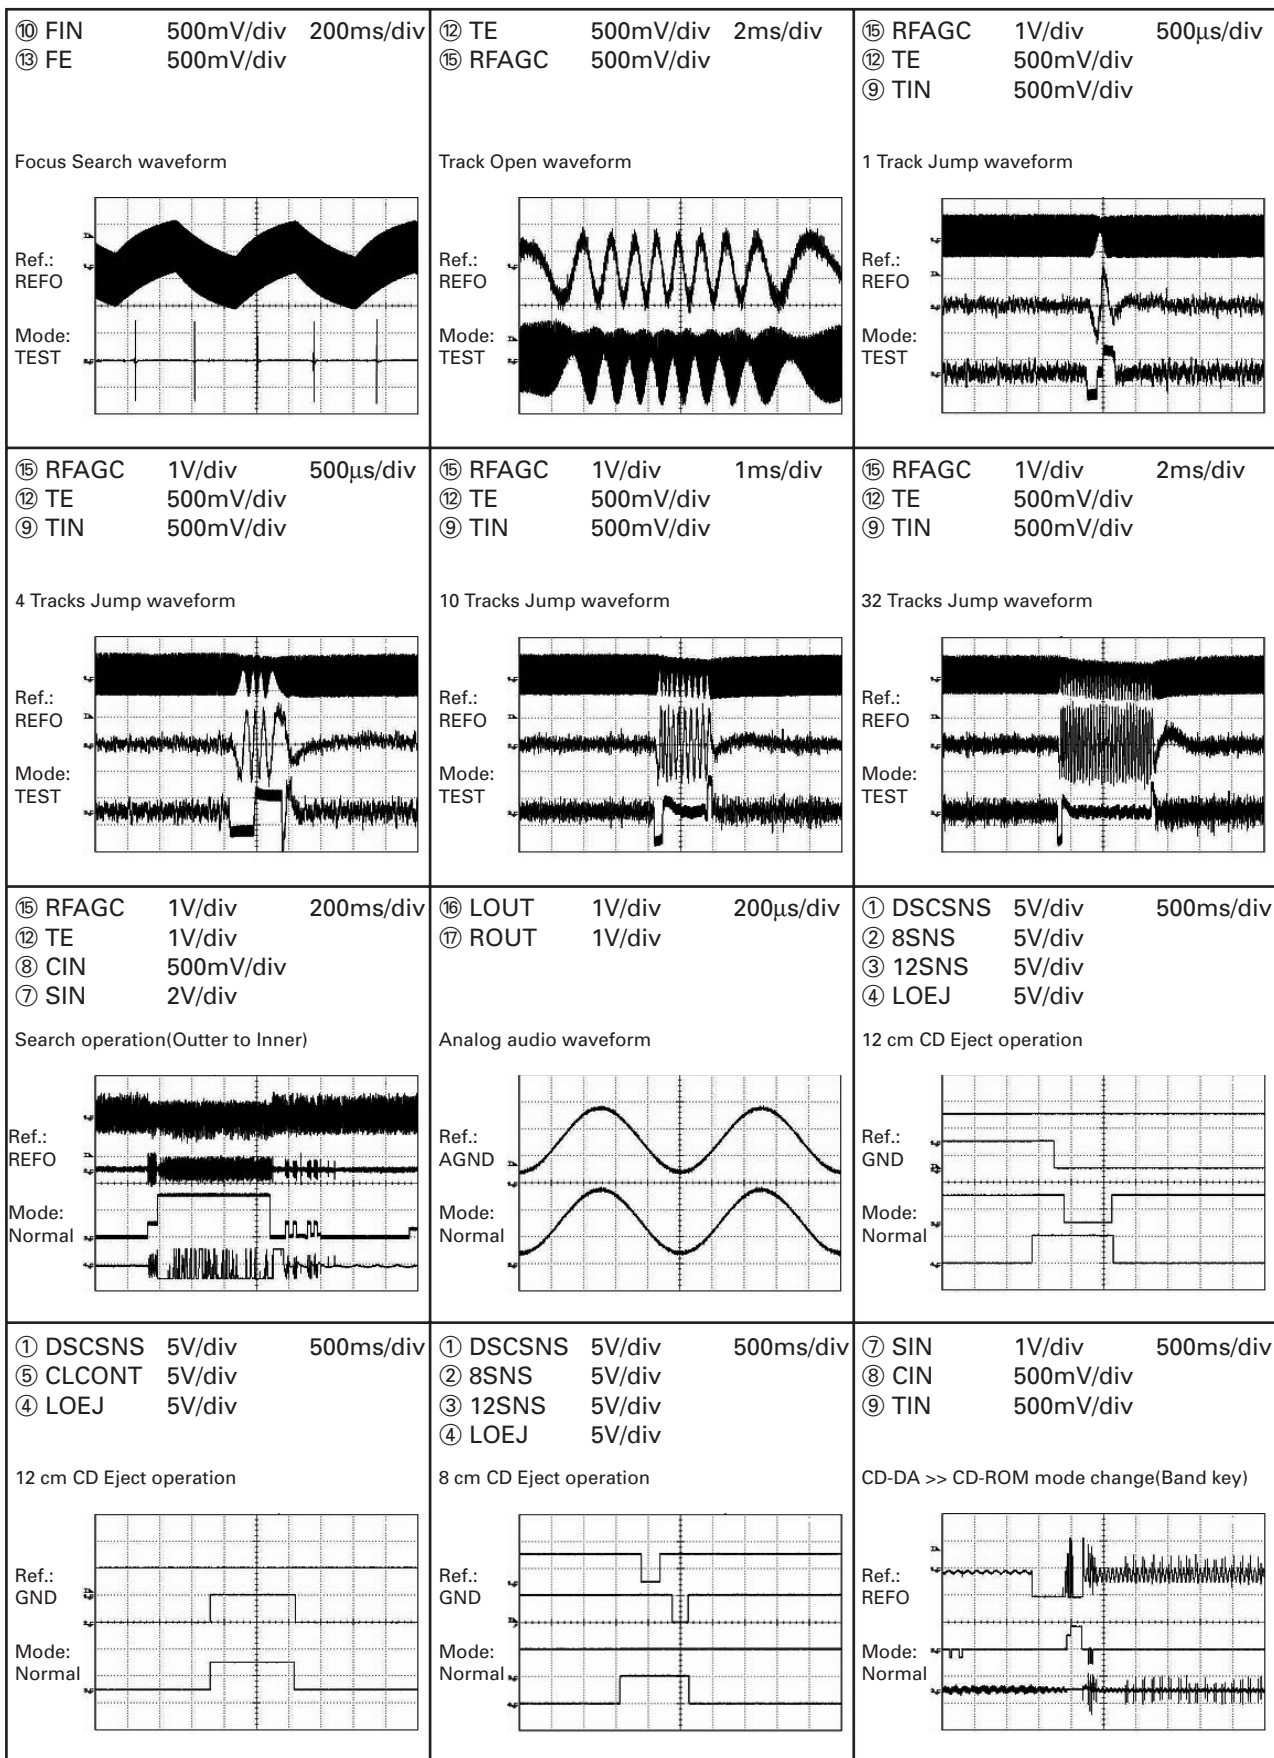 ⑩ FIN 500mV/div 200ms/div
⑬ FE 500mV/div
Focus Search waveform
Ref.:
REFO
Mode:
TEST
⑫ TE 500mV/div 2ms/div
⑮ RFAGC 500mV/div
Track Open waveform
Ref.:
REFO
Mode:
TEST
⑮ RFAGC 1V/div 500µs/div
⑫ TE 500mV/div
⑨ TIN 500mV/div
1 Track Jump waveform
Ref.:
REFO
Mode:
TEST
⑮ RFAGC 1V/div 500µs/div
⑫ TE 500mV/div
⑨ TIN 500mV/div
4 Tracks Jump waveform
Ref.:
REFO
Mode:
TEST
⑮ RFAGC 1V/div 1ms/div
⑫ TE 500mV/div
⑨ TIN 500mV/div
10 Tracks Jump waveform
Ref.:
REFO
Mode:
TEST
⑮ RFAGC 1V/div 2ms/div
⑫ TE 500mV/div
⑨ TIN 500mV/div
32 Tracks Jump waveform
Ref.:
REFO
Mode:
TEST
⑮ RFAGC 1V/div 200ms/div
⑫ TE 1V/div
⑧ CIN 500mV/div
⑦ SIN 2V/div
Search operation(Outter to Inner)
Ref.:
REFO
Mode:
Normal
⑯ LOUT 1V/div 200µs/div
⑰ ROUT 1V/div
Analog audio waveform
Ref.:
AGND
Mode:
Normal
① DSCSNS 5V/div 500ms/div
② 8SNS 5V/div
③ 12SNS 5V/div
④ LOEJ 5V/div
12 cm CD Eject operation
Ref.:
GND
Mode:
Normal
① DSCSNS 5V/div 500ms/div
⑤ CLCONT 5V/div
④ LOEJ 5V/div
12 cm CD Eject operation
Ref.:
GND
Mode:
Normal
① DSCSNS 5V/div 500ms/div
② 8SNS 5V/div
③ 12SNS 5V/div
④ LOEJ 5V/div
8 cm CD Eject operation
Ref.:
GND
Mode:
Normal
⑦ SIN 1V/div 500ms/div
⑧ CIN 500mV/div
⑨ TIN 500mV/div
CD-DA >> CD-ROM mode change(Band key)
Ref.:
REFO
Mode:
Normal